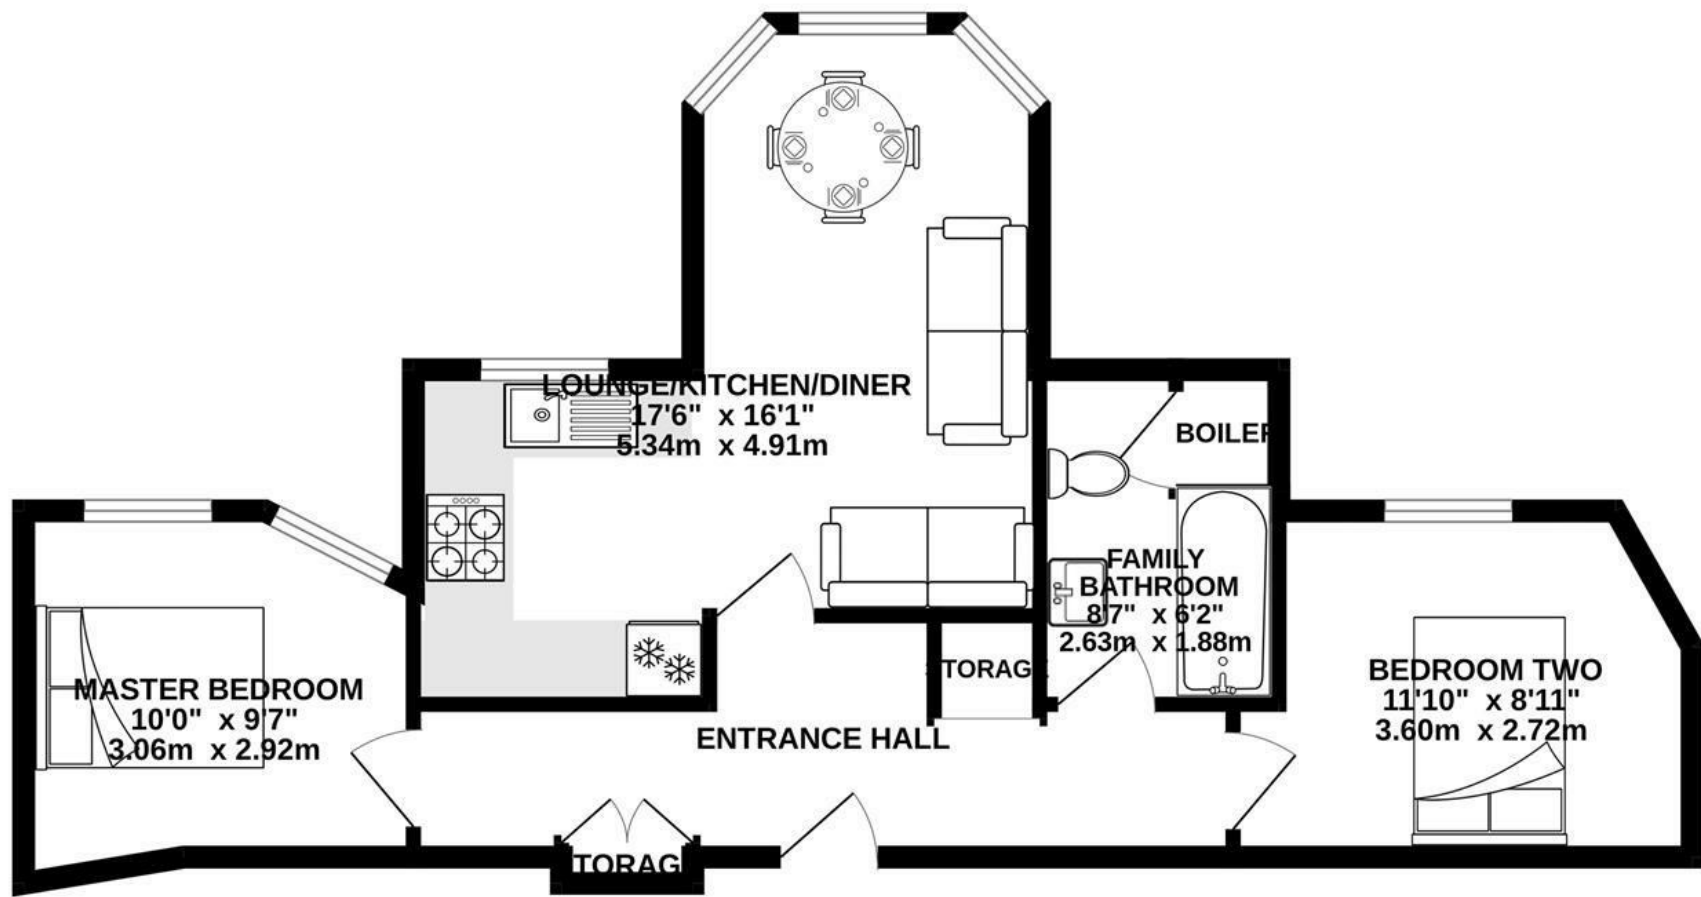 LOUNGE/KITCHEN/DINER
17'6" x 16'1"
5.34m x 4.91m
BOILER
FAMILY
BATHROOM
8'7" x 6'2"
2.63m x 1.88m
STORAGE
MASTER BEDROOM
10'0" x 9'7"
3.06m x 2.92m
BEDROOM TWO
11'10" x 8'11"
3.60m x 2.72m
ENTRANCE HALL
STORAGE